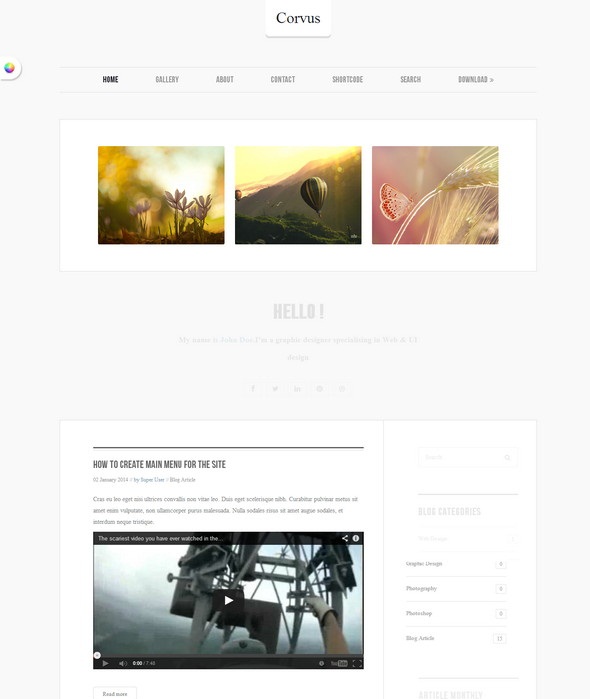 Corvus
HOME GALLERY ABOUT CONTACT SHORTCODE SEARCH DOWNLOAD »
HELLO !
My name is John Doe.I'm a graphic designer specialising in Web & UI
design
HOW TO CREATE MAIN MENU FOR THE SITE
02 January 2014 // by Super User / Blog Article
Cras eu leo eget nisi ultrices convallis non vitae leo. Duis eget scelerisque nibh. Curabitur pulvinar metus sit
amet enim vulputate, non ullamcorper purus malesuada. Nulla sodales risus sit amet augue sodales, et
interdum neque tristique.
The scariest video you have ever watched in the...
0:00 / 7:43
YouTube
Read more
Search ...
BLOG CATEGORIES
Web Design
Graphic Design 0
Photography 0
Photoshop 0
Blog Article 13
ARTICLE MONTHLY